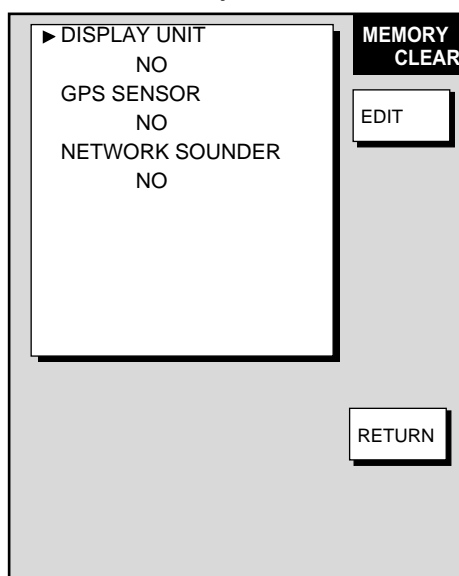 ▶ DISPLAY UNIT
NO
GPS SENSOR
NO
NETWORK SOUNDER
NO
MEMORY
CLEAR
EDIT
RETURN